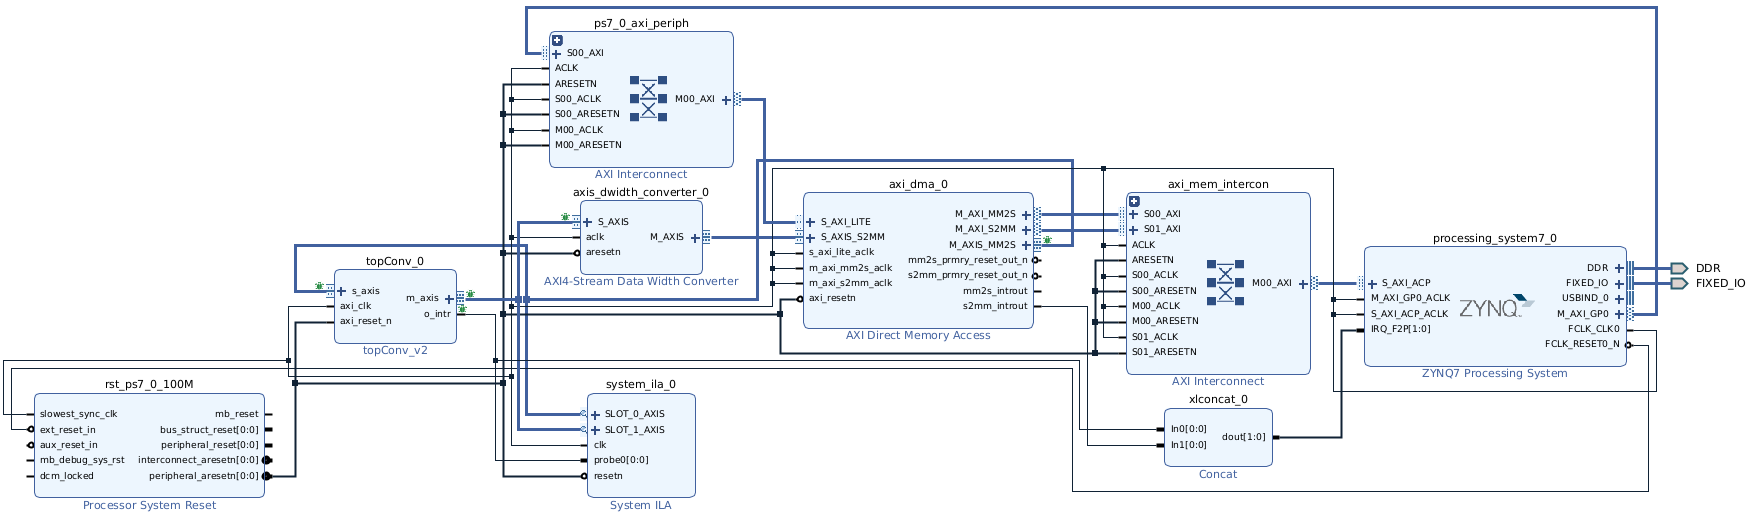 ps7_0_axi_periph
S00_AXI
ACLK
ARESETN
S00_ACLK
M00_AXI
S00_ARESETN
M00_ACLK
M00_ARESETN
AXI Interconnect
axis_dwidth_converter_0
S_AXIS
aclk
M_AXIS
aresetn
AXI4-Stream Data Width Converter
axi_dma_0
S_AXI_LITE
S_AXIS_S2MM
s_axi_lite_aclk
m_axi_mm2s_aclk
m_axi_s2mm_aclk
axi_resetn
M_AXI_MM2S
M_AXI_S2MM
M_AXIS_MM2S
mm2s_prmry_reset_out_n
s2mm_prmry_reset_out_n
mm2s_introut
s2mm_introut
AXI Direct Memory Access
axi_mem_intercon
S00_AXI
S01_AXI
ACLK
ARESETN
S00_ACLK
S00_ARESETN
M00_ACLK
M00_ARESETN
S01_ACLK
S01_ARESETN
M00_AXI
AXI Interconnect
processing_system7_0
S_AXI_ACP
M_AXI_GP0_ACLK
S_AXI_ACP_ACLK
IRQ_F2P[1:0]
ZYNQ
DDR
FIXED_IO
USBIND_0
M_AXI_GP0
FCLK_CLK0
FCLK_RESET0_N
ZYNQ7 Processing System
DDR
FIXED_IO
topConv_0
s_axis
axi_clk
axi_reset_n
m_axis
o_intr
topConv_v2
rst_ps7_0_100M
slowest_sync_clk
ext_reset_in
aux_reset_in
mb_debug_sys_rst
dcm_locked
mb_reset
bus_struct_reset[0:0]
peripheral_reset[0:0]
interconnect_aresetn[0:0]
peripheral_aresetn[0:0]
Processor System Reset
system_ila_0
SLOT_0_AXIS
SLOT_1_AXIS
clk
probe0[0:0]
resetn
System ILA
xlconcat_0
In0[0:0]
In1[0:0]
dout[1:0]
Concat